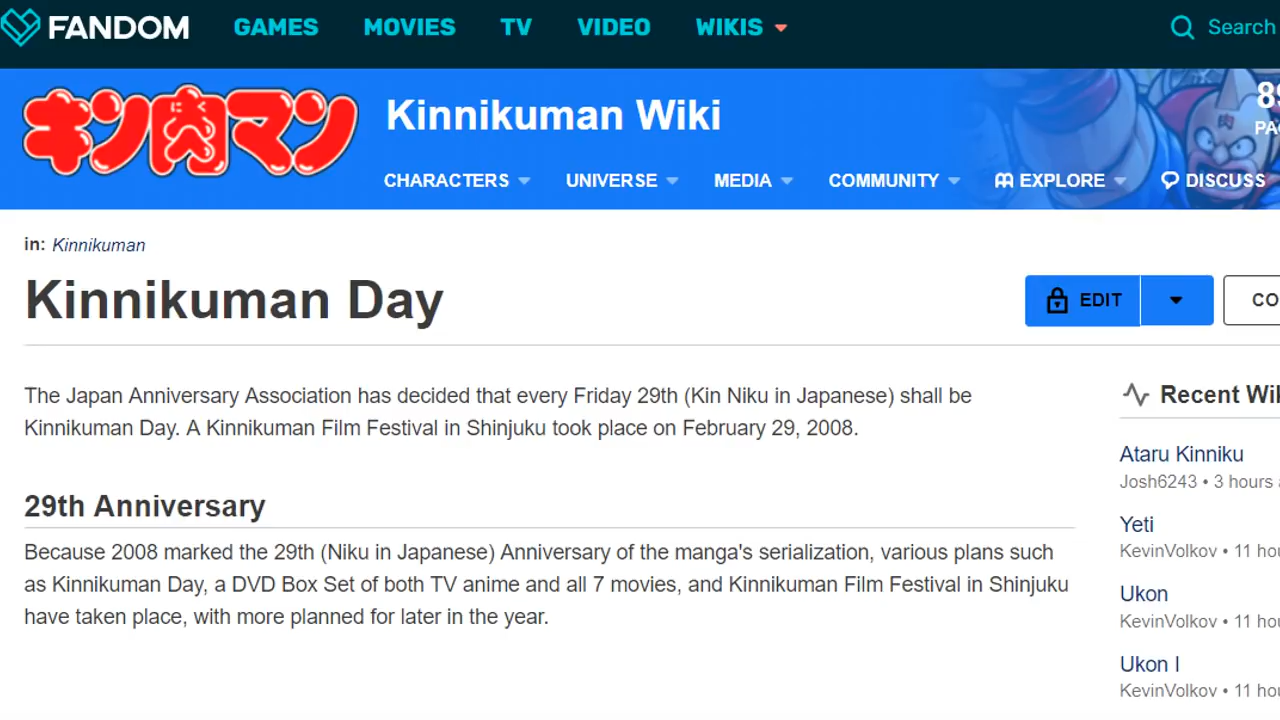 FANDOM GAMES MOVIES TV VIDEO WIKIS Search
キン肉マン Kinnikuman Wiki
CHARACTERS UNIVERSE MEDIA COMMUNITY EXPLORE DISCUSS
in: Kinnikuman
Kinnikuman Day
EDIT
The Japan Anniversary Association has decided that every Friday 29th (Kin Niku in Japanese) shall be
Kinnikuman Day. A Kinnikuman Film Festival in Shinjuku took place on February 29, 2008.
29th Anniversary
Because 2008 marked the 29th (Niku in Japanese) Anniversary of the manga's serialization, various plans such
as Kinnikuman Day, a DVD Box Set of both TV anime and all 7 movies, and Kinnikuman Film Festival in Shinjuku
have taken place, with more planned for later in the year.
Recent
Ataru Kinniku
Josh6243 • 3 hours
Yeti
KevinVolkov • 11
Ukon
KevinVolkov • 11
Ukon I
KevinVolkov • 11